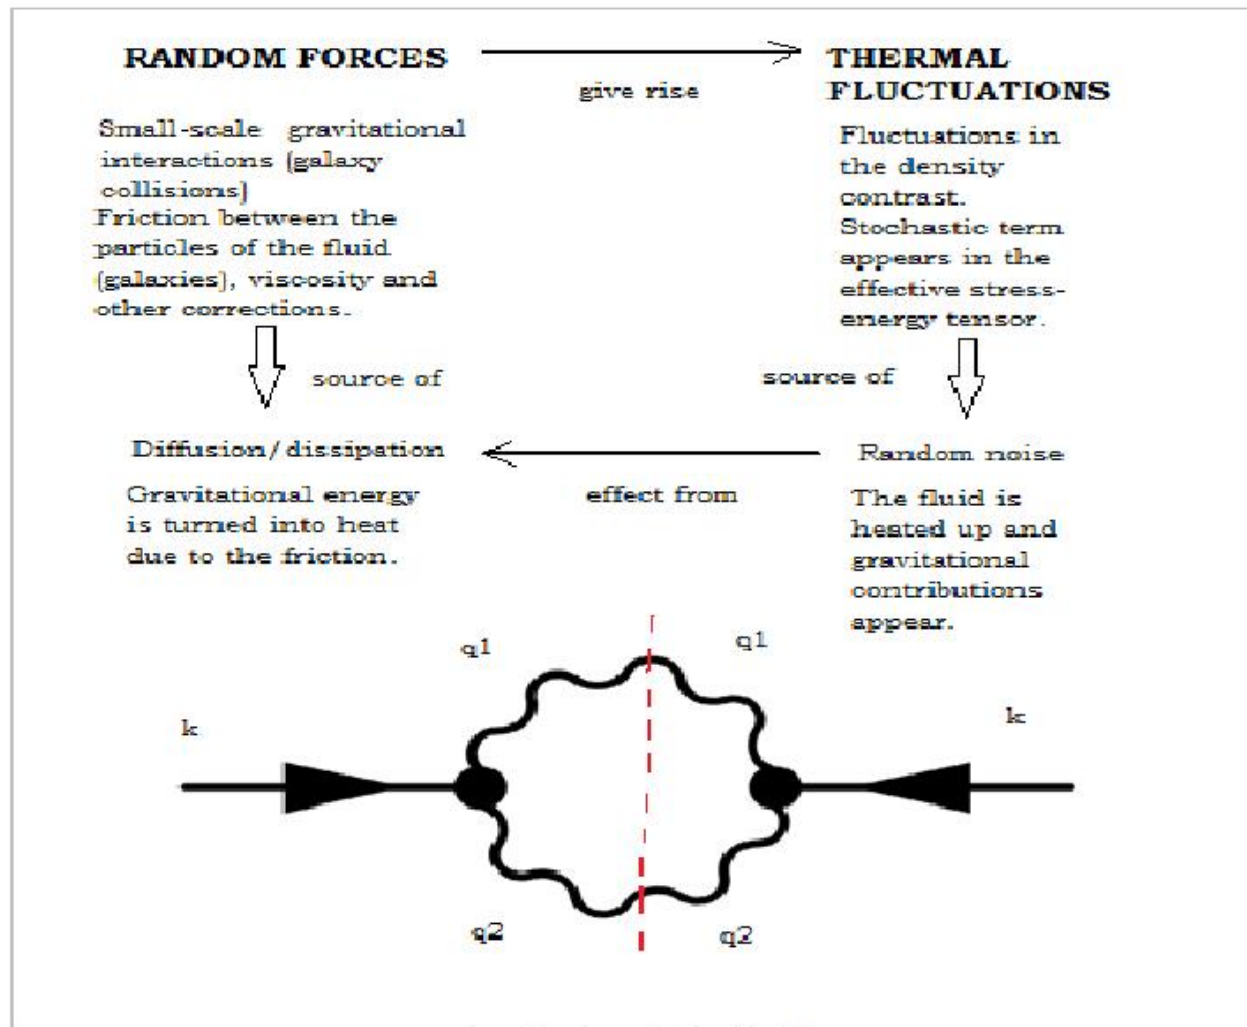 RANDOM FORCES
give rise
THERMAL
FLUCTUATIONS
Small-scale gravitational
interactions (galaxy
collisions)
Friction between the
particles of the fluid
(galaxies), viscosity and
other corrections.
Fluctuations in
the density
contrast.
Stochastic term
appears in the
effective stress-
energy tensor.
source of
source of
Diffusion/dissipation
effect from
Random noise
Gravitational energy
is turned into heat
due to the friction.
The fluid is
heated up and
gravitational
contributions
appear.
q1
q1
k
k
q2
q2